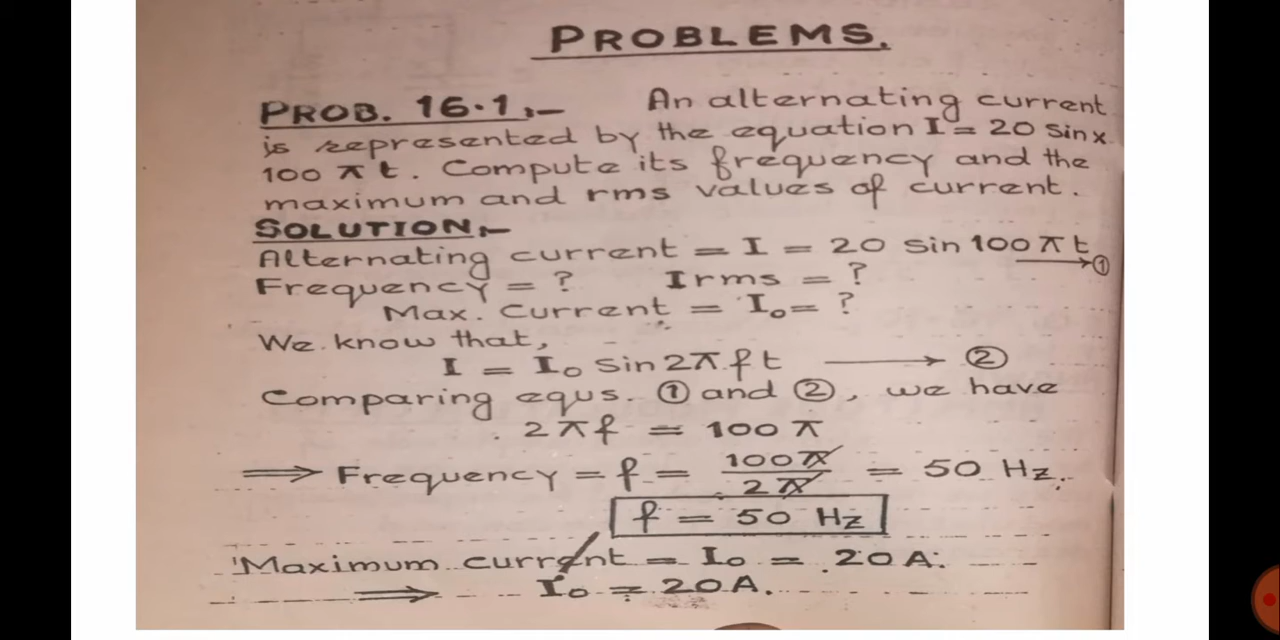 PROBLEMS.
PROB. 16.1:- An alternating current
is represented by the equation I = 20 sin x
100 π t. Compute its frequency and the
maximum and rms values of current.
SOLUTION:-
Alternating current = I = 20 sin 100 π t → ①
Frequency = ? Irms = ?
Max. Current = I₀ = ?
We know that,
I = I₀ sin 2π f t → ②
Comparing equs. ① and ②, we have
2 π f = 100 π
⟹ Frequency = f = 100π / 2π = 50 Hz.
f = 50 Hz
Maximum current = I₀ = 20 A.
⟹ I₀ = 20 A.